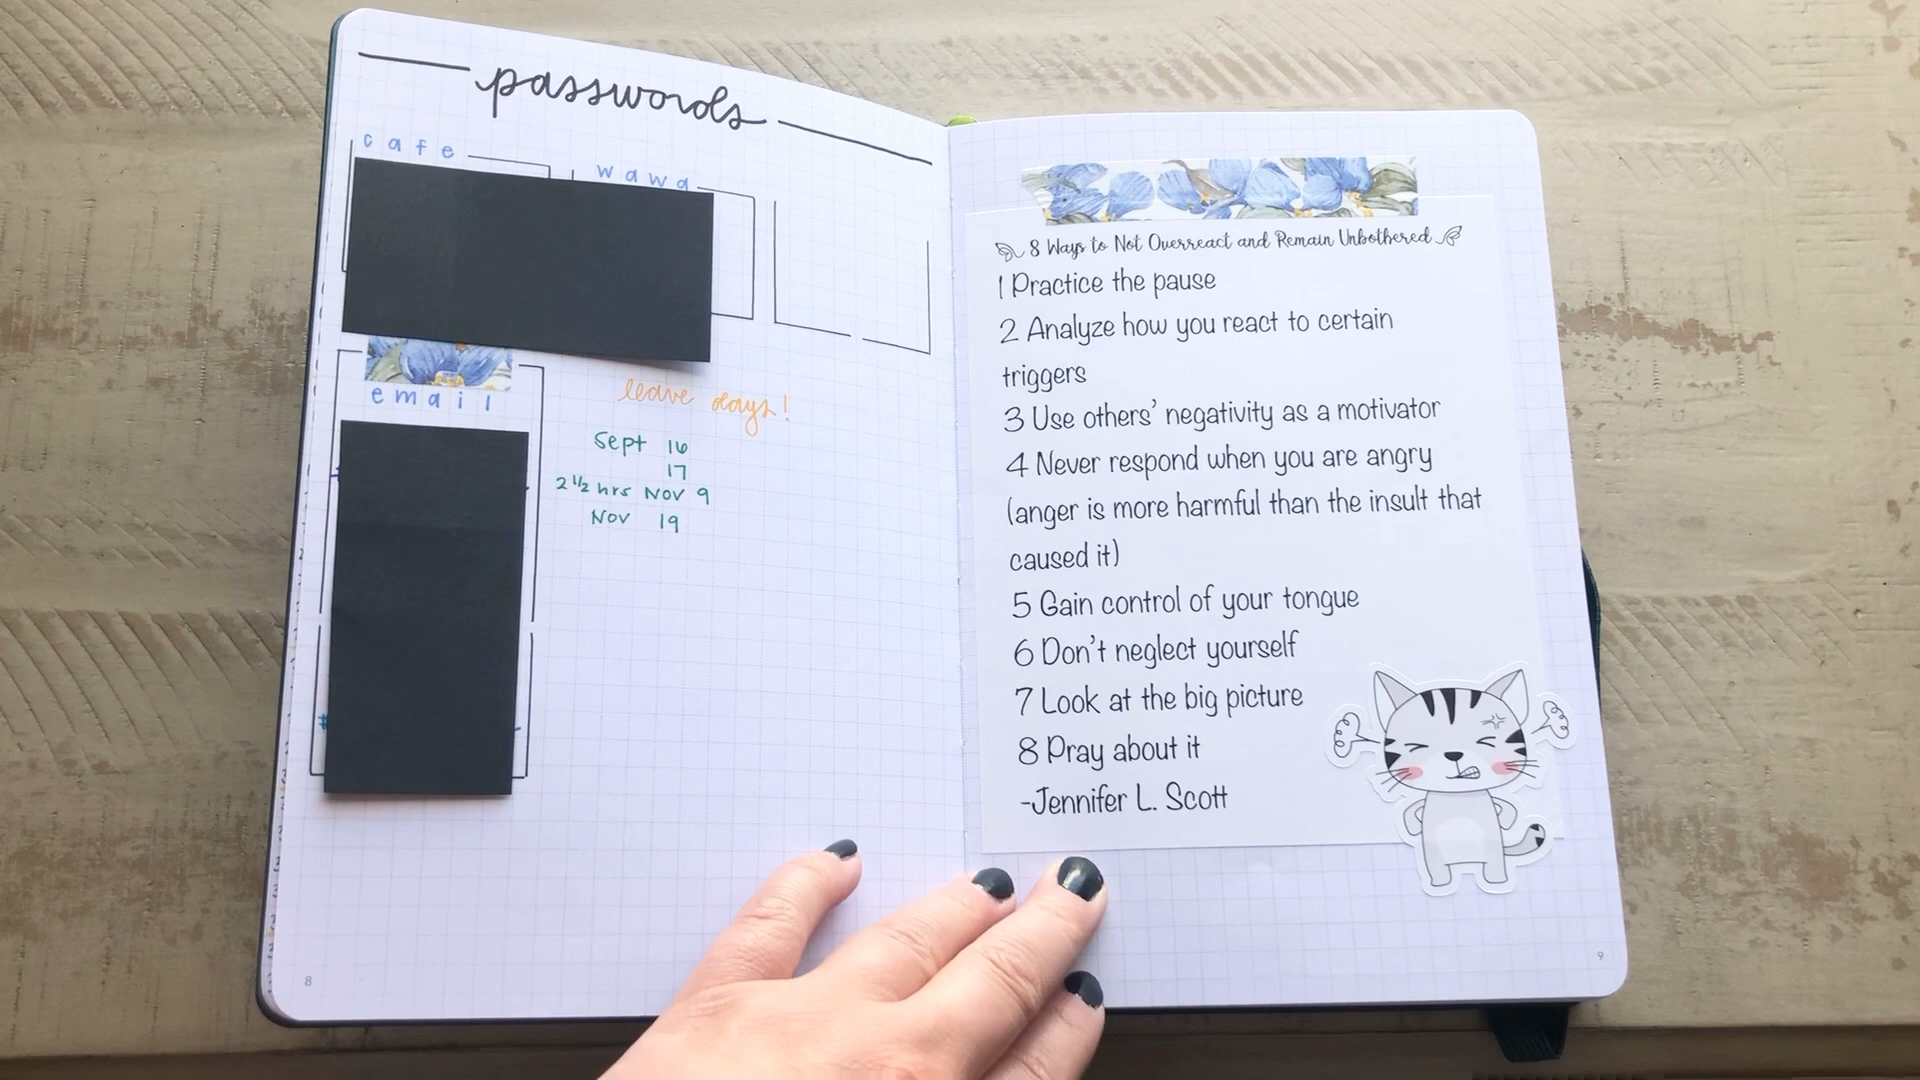 passwords
cafe
wawa
email
leave days!
Sept 16
17
2 1/2 hrs Nov 9
Nov 19
8
8 Ways to Not Overreact and Remain Unbothered
1 Practice the pause
2 Analyze how you react to certain
triggers
3 Use others' negativity as a motivator
4 Never respond when you are angry
(anger is more harmful than the insult that
caused it)
5 Gain control of your tongue
6 Don't neglect yourself
7 Look at the big picture
8 Pray about it
-Jennifer L. Scott
9